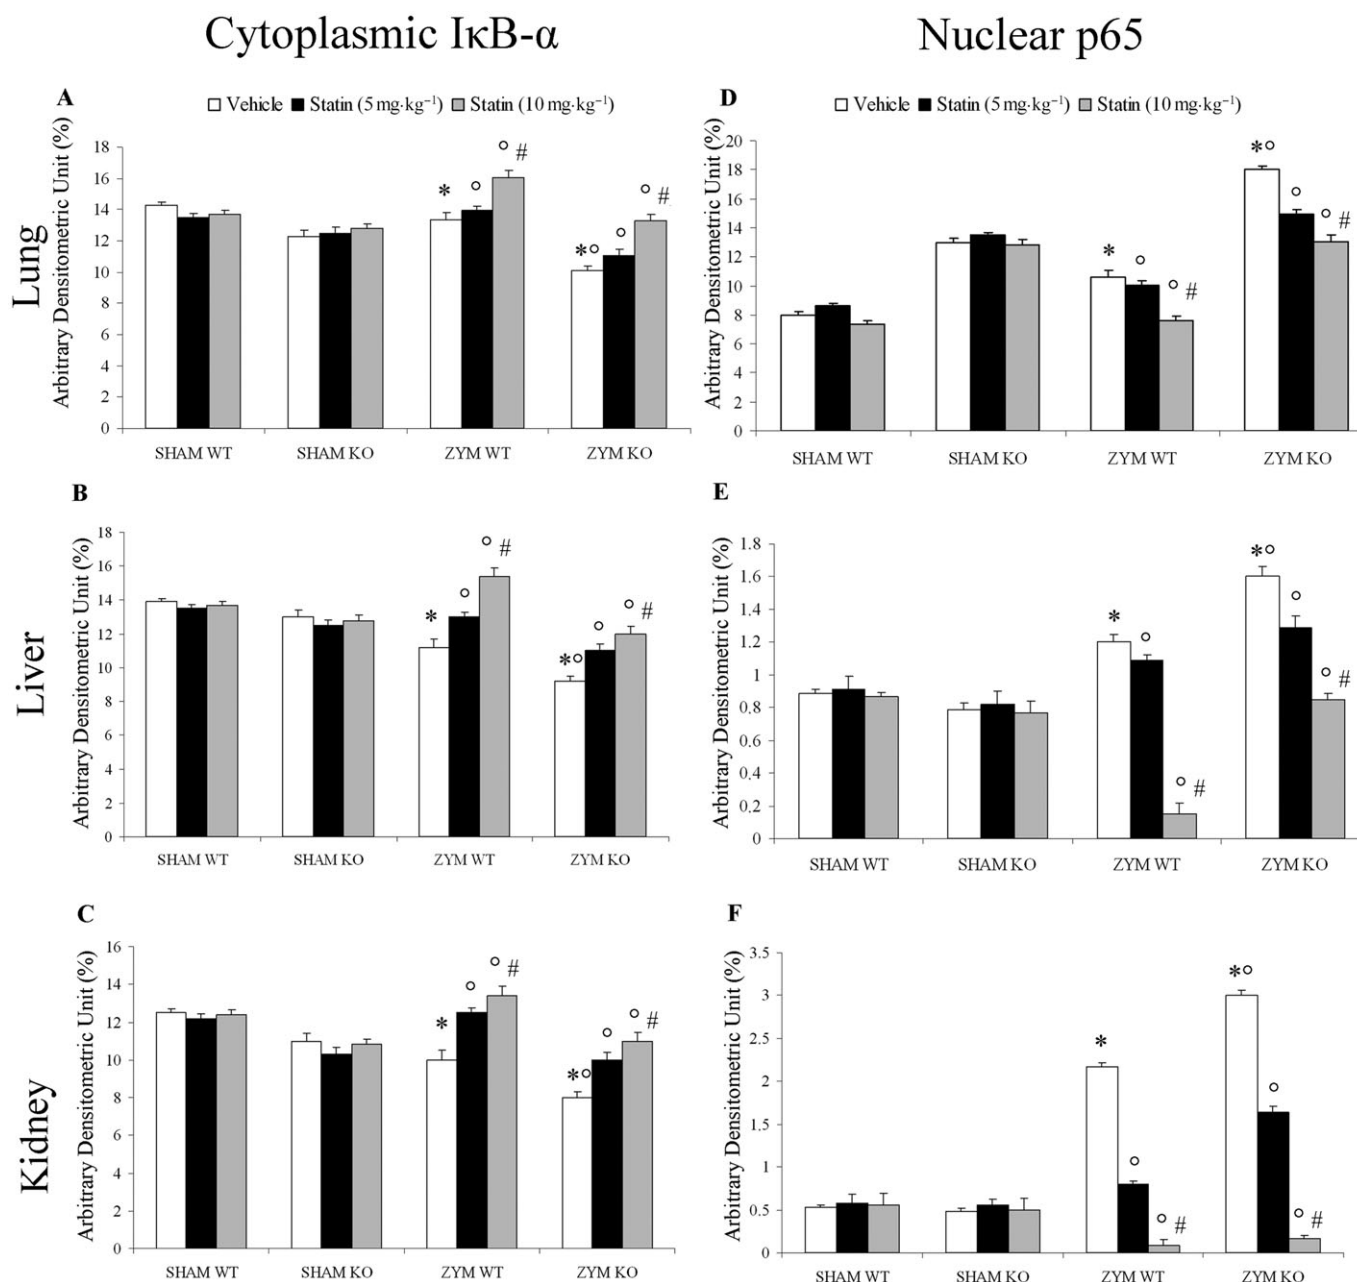 Cytoplasmic IκB-α
Nuclear p65
Lung
A
Vehicle Statin (5 mg·kg⁻¹) Statin (10 mg·kg⁻¹)
Arbitrary Densitometric Unit (%)
18
16
14
12
10
8
6
4
2
0
* ° ° #
*° ° ° #
SHAM WT SHAM KO ZYM WT ZYM KO
D
Vehicle Statin (5 mg·kg⁻¹) Statin (10 mg·kg⁻¹)
Arbitrary Densitometric Unit (%)
20
18
16
14
12
10
8
6
4
2
0
* ° ° #
*° ° ° #
SHAM WT SHAM KO ZYM WT ZYM KO
Liver
B
Arbitrary Densitometric Unit (%)
18
16
14
12
10
8
6
4
2
0
* ° ° #
*° ° ° #
SHAM WT SHAM KO ZYM WT ZYM KO
E
Arbitrary Densitometric Unit (%)
1.8
1.6
1.4
1.2
1
0.8
0.6
0.4
0.2
0
* ° ° #
*° ° ° #
SHAM WT SHAM KO ZYM WT ZYM KO
Kidney
C
Arbitrary Densitometric Unit (%)
16
14
12
10
8
6
4
2
0
* ° ° #
*° ° ° #
SHAM WT SHAM KO ZYM WT ZYM KO
F
Arbitrary Densitometric Unit (%)
3.5
3
2.5
2
1.5
1
0.5
0
* ° ° #
*° ° ° #
SHAM WT SHAM KO ZYM WT ZYM KO